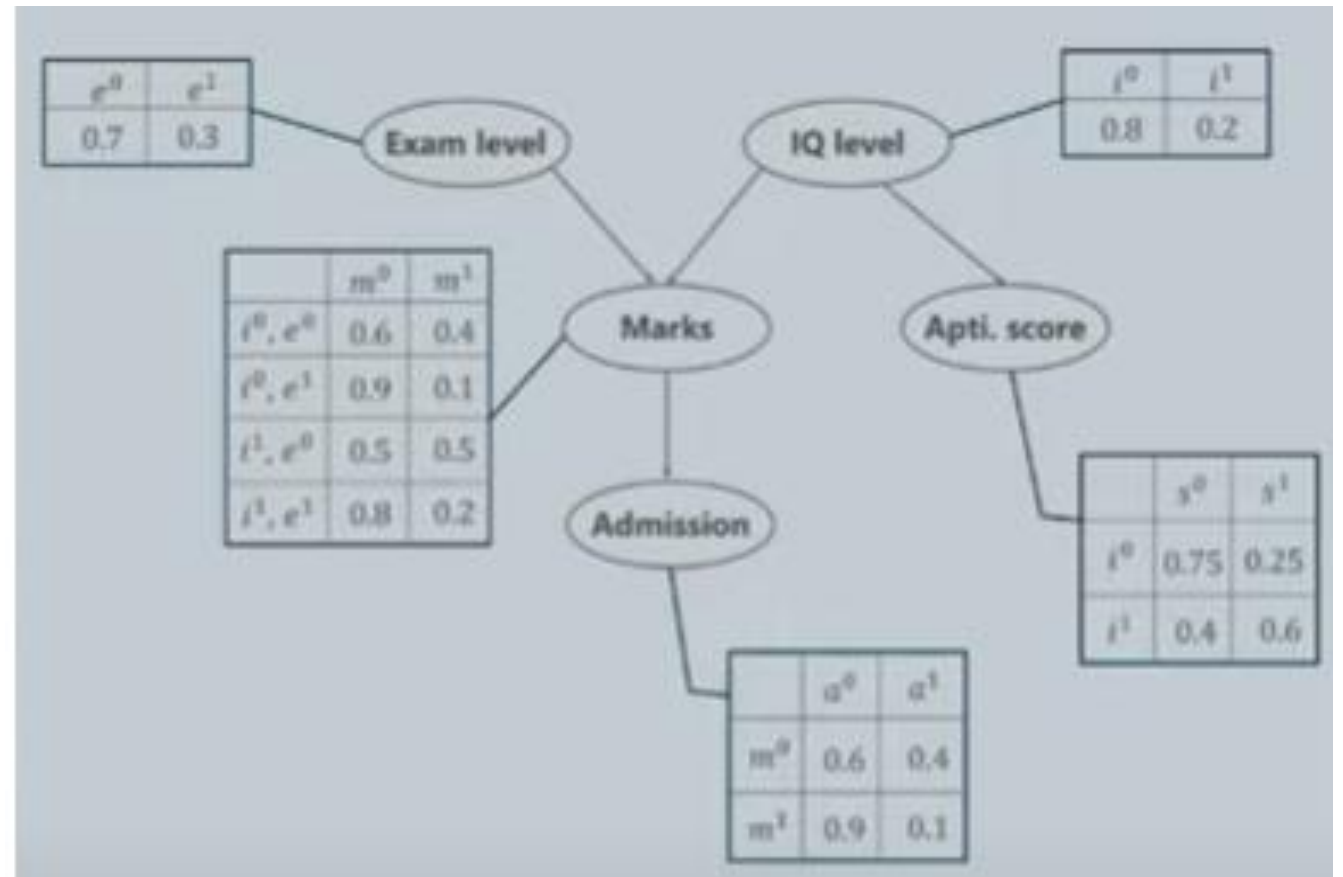 e⁰ e¹
0.7 0.3
Exam level
IQ level
i⁰ i¹
0.8 0.2
m⁰ m¹
i⁰, e⁰ 0.6 0.4
i⁰, e¹ 0.9 0.1
i¹, e⁰ 0.5 0.5
i¹, e¹ 0.8 0.2
Marks
Apti. score
Admission
s⁰ s¹
i⁰ 0.75 0.25
i¹ 0.4 0.6
a⁰ a¹
m⁰ 0.6 0.4
m¹ 0.9 0.1